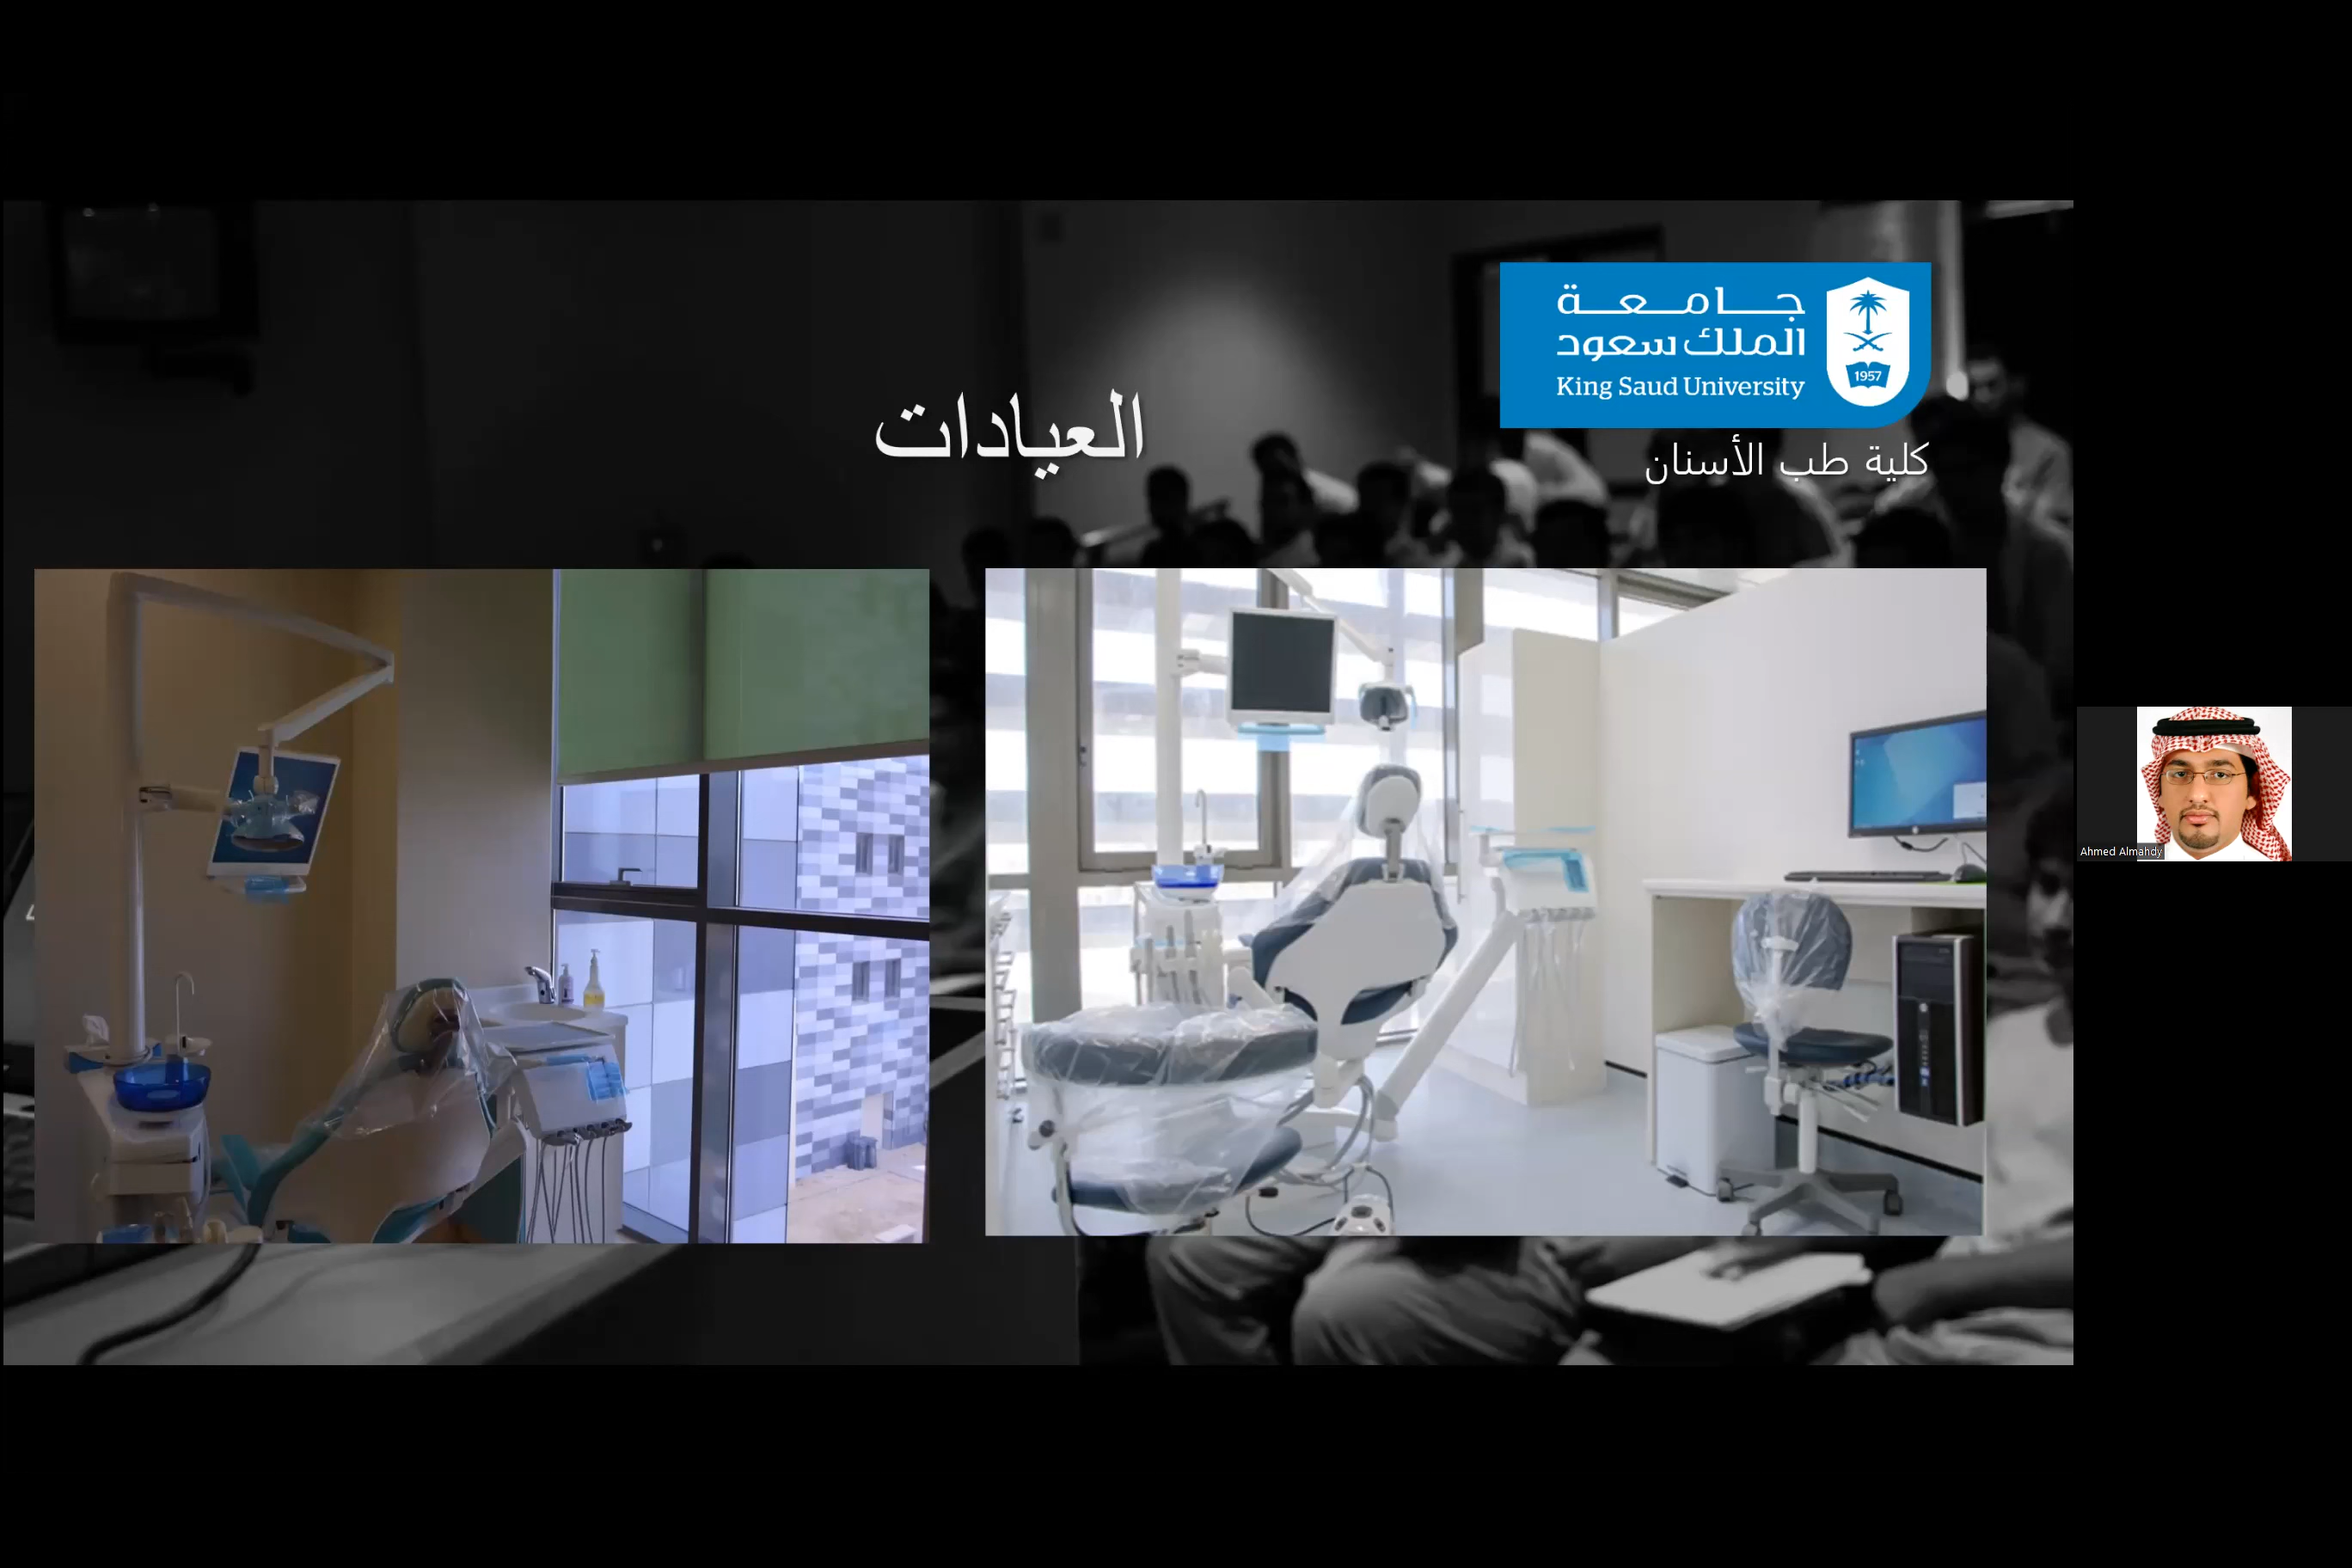 جامعة
الملك سعود
King Saud University
1957
كلية طب الأسنان
العيادات
Ahmed Almahdy